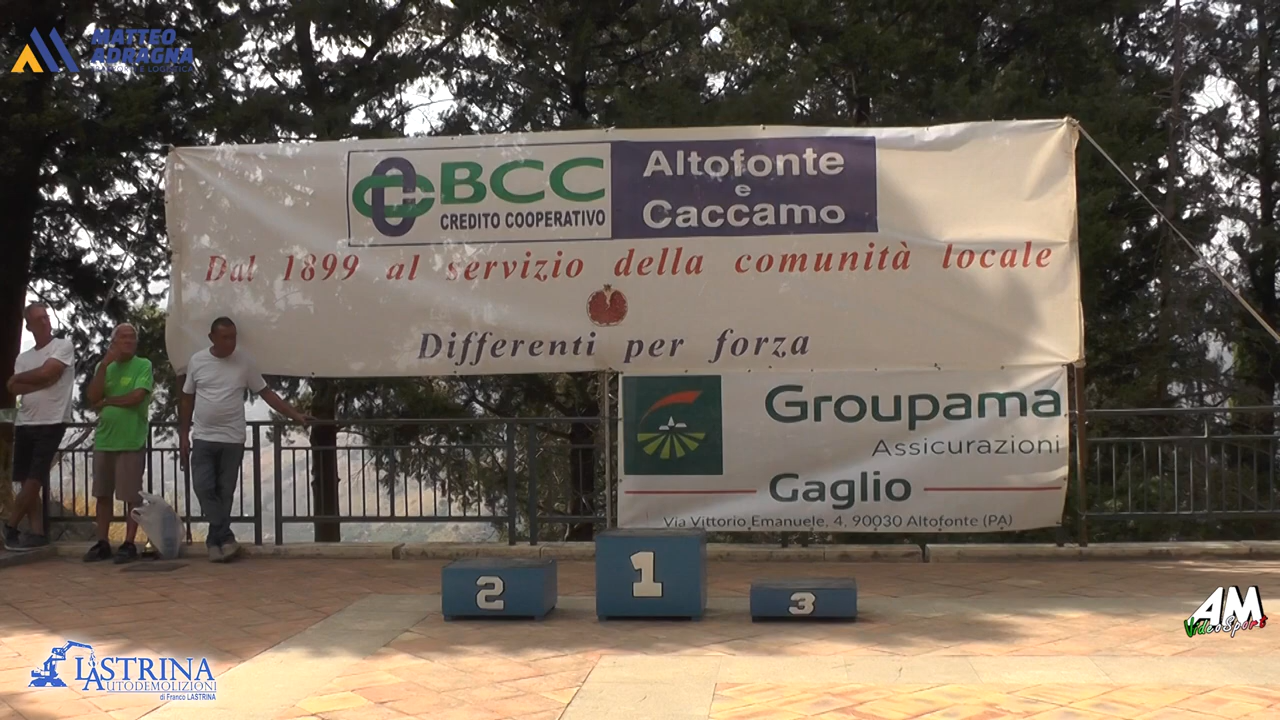 MATTEO
ADRAGNA
BCC
CREDITO COOPERATIVO
Altofonte
e
Caccamo
Dal 1899 al servizio della comunità locale
Differenti per forza
Groupama
Assicurazioni
Gaglio
Via Vittorio Emanuele, 4, 90030 Altofonte (PA)
2
1
3
AM
VideoSport
LASTRINA
AUTODEMOLIZIONI
di Franco LASTRINA